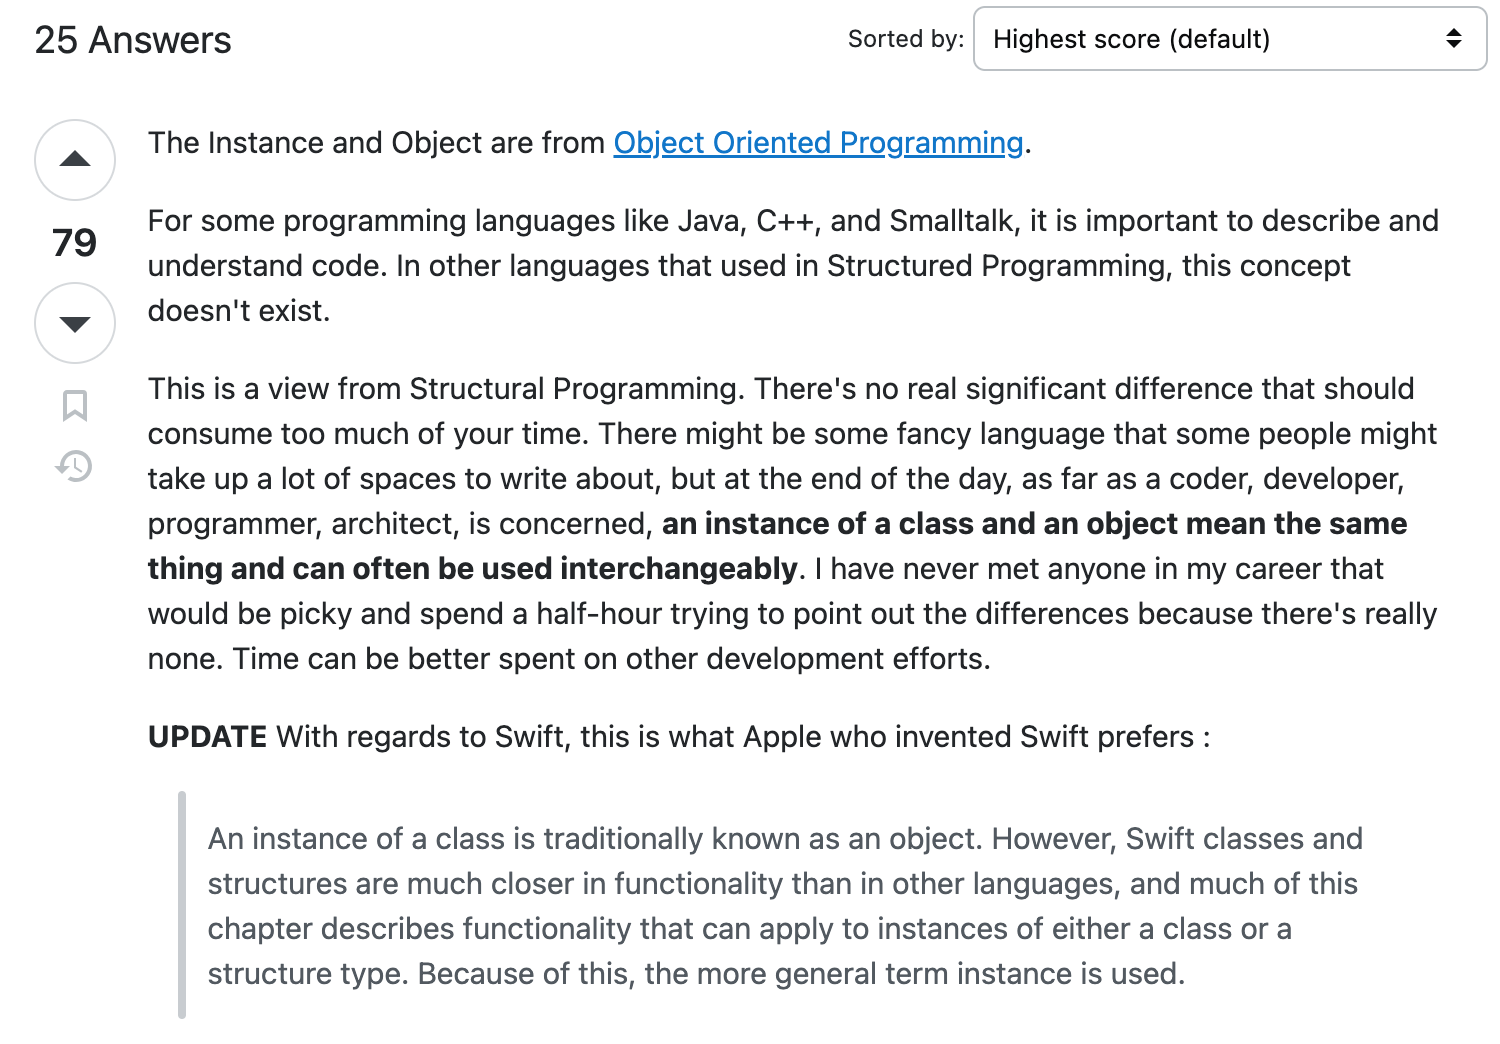 25 Answers
Sorted by: Highest score (default)
The Instance and Object are from Object Oriented Programming.
79
For some programming languages like Java, C++, and Smalltalk, it is important to describe and
understand code. In other languages that used in Structured Programming, this concept
doesn't exist.
This is a view from Structural Programming. There's no real significant difference that should
consume too much of your time. There might be some fancy language that some people might
take up a lot of spaces to write about, but at the end of the day, as far as a coder, developer,
programmer, architect, is concerned, an instance of a class and an object mean the same
thing and can often be used interchangeably. I have never met anyone in my career that
would be picky and spend a half-hour trying to point out the differences because there's really
none. Time can be better spent on other development efforts.
UPDATE With regards to Swift, this is what Apple who invented Swift prefers :
An instance of a class is traditionally known as an object. However, Swift classes and
structures are much closer in functionality than in other languages, and much of this
chapter describes functionality that can apply to instances of either a class or a
structure type. Because of this, the more general term instance is used.